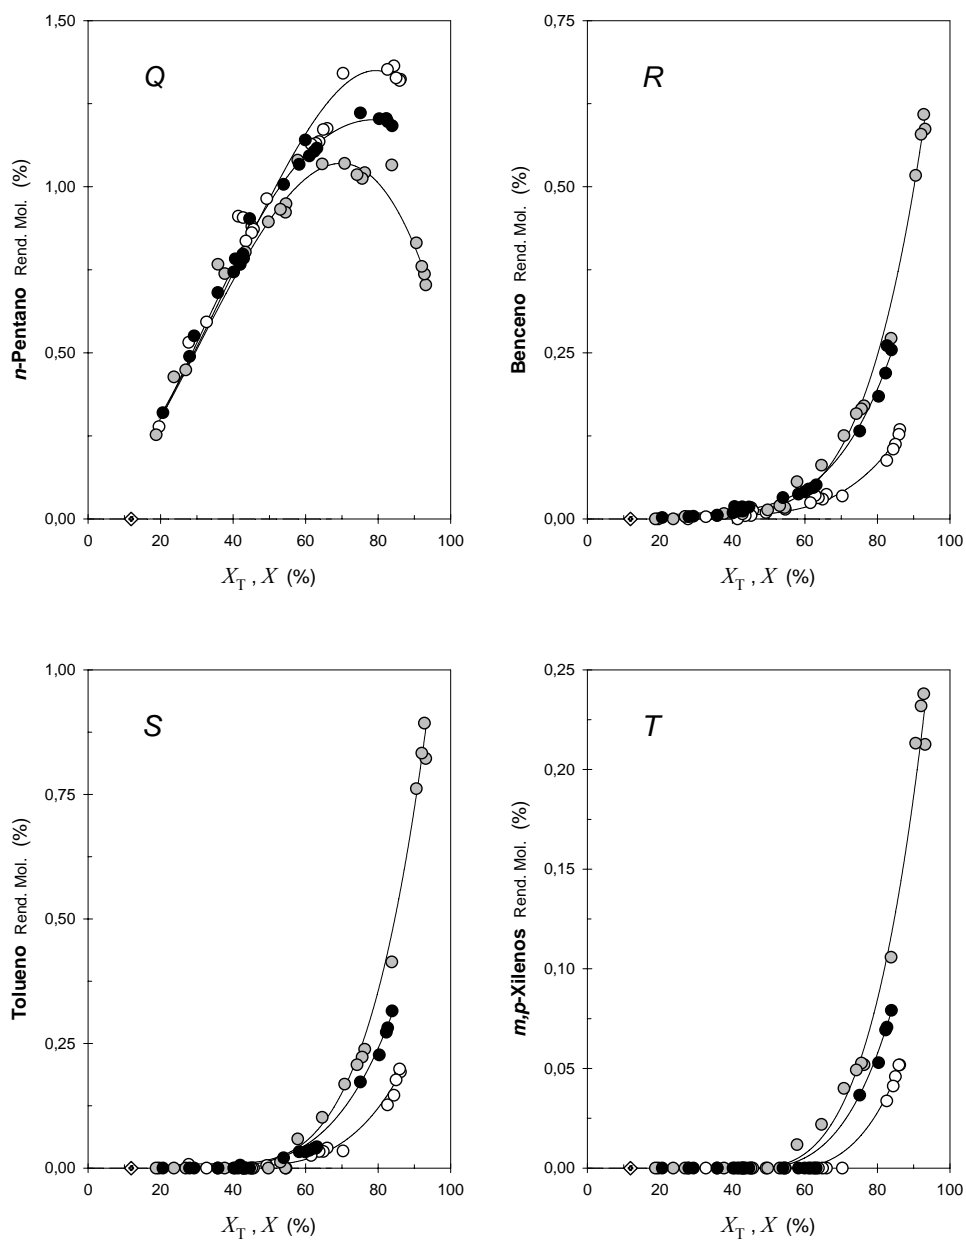 1,50
Q
1,00
0,50
0,00
0 20 40 60 80 100
n-Pentano Rend. Mol. (%)
X_T , X (%)
0,75
R
0,50
0,25
0,00
0 20 40 60 80 100
Benceno Rend. Mol. (%)
X_T , X (%)
1,00
S
0,75
0,50
0,25
0,00
0 20 40 60 80 100
Tolueno Rend. Mol. (%)
X_T , X (%)
0,25
T
0,20
0,15
0,10
0,05
0,00
0 20 40 60 80 100
m,p-Xilenos Rend. Mol. (%)
X_T , X (%)